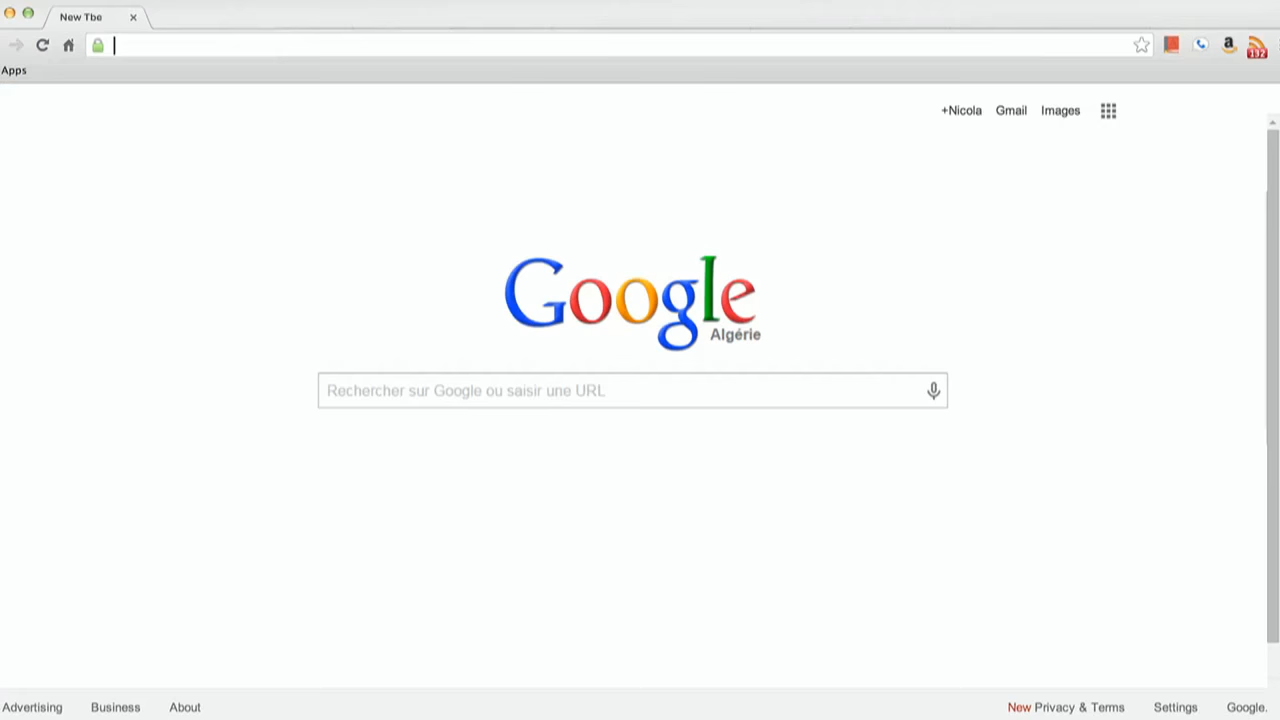 New Tbe
132
Apps
+Nicola Gmail Images
Google
Algérie
Rechercher sur Google ou saisir une URL
Advertising Business About New Privacy & Terms Settings Google.